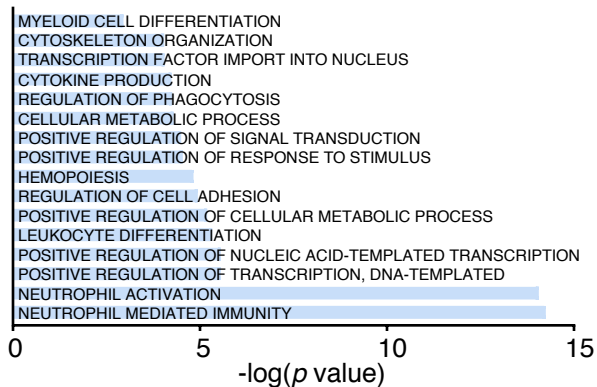 MYELOID CELL DIFFERENTIATION
CYTOSKELETON ORGANIZATION
TRANSCRIPTION FACTOR IMPORT INTO NUCLEUS
CYTOKINE PRODUCTION
REGULATION OF PHAGOCYTOSIS
CELLULAR METABOLIC PROCESS
POSITIVE REGULATION OF SIGNAL TRANSDUCTION
POSITIVE REGULATION OF RESPONSE TO STIMULUS
HEMOPOIESIS
REGULATION OF CELL ADHESION
POSITIVE REGULATION OF CELLULAR METABOLIC PROCESS
LEUKOCYTE DIFFERENTIATION
POSITIVE REGULATION OF NUCLEIC ACID-TEMPLATED TRANSCRIPTION
POSITIVE REGULATION OF TRANSCRIPTION, DNA-TEMPLATED
NEUTROPHIL ACTIVATION
NEUTROPHIL MEDIATED IMMUNITY
0 5 10 15
-log(p value)